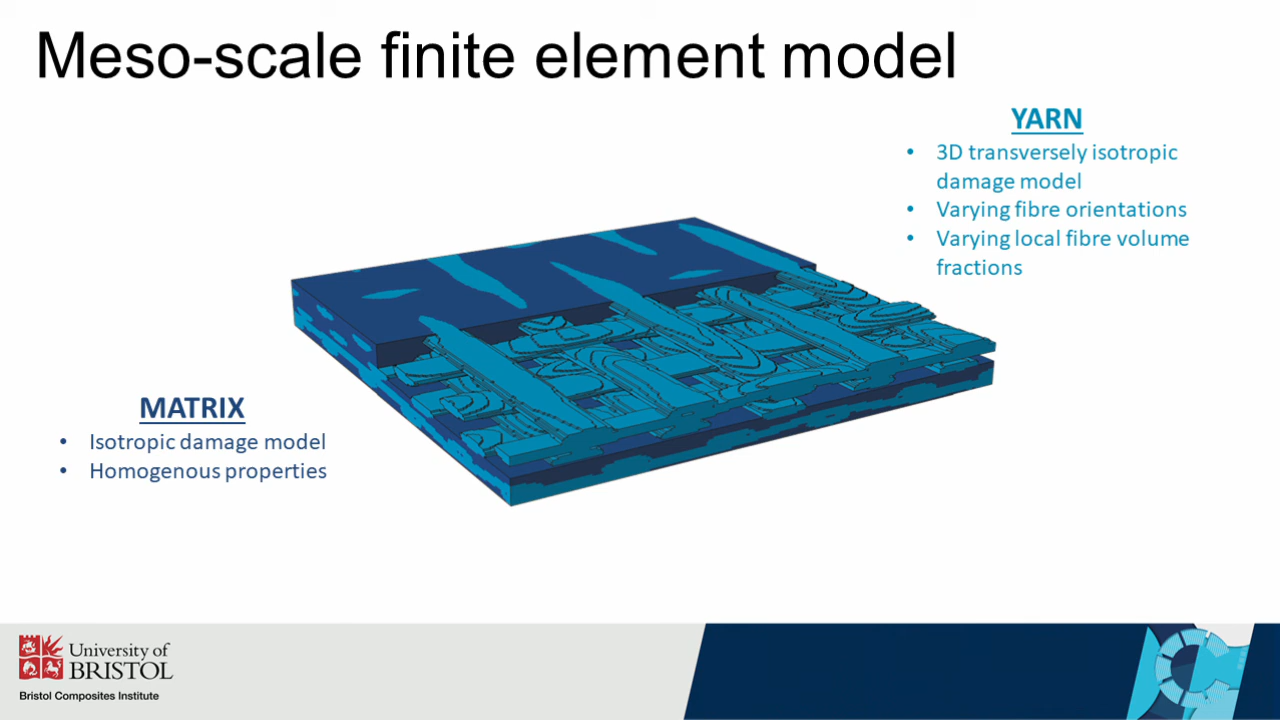 Meso-scale finite element model
YARN
• 3D transversely isotropic
damage model
• Varying fibre orientations
• Varying local fibre volume
fractions
MATRIX
• Isotropic damage model
• Homogenous properties
University of
BRISTOL
Bristol Composites Institute